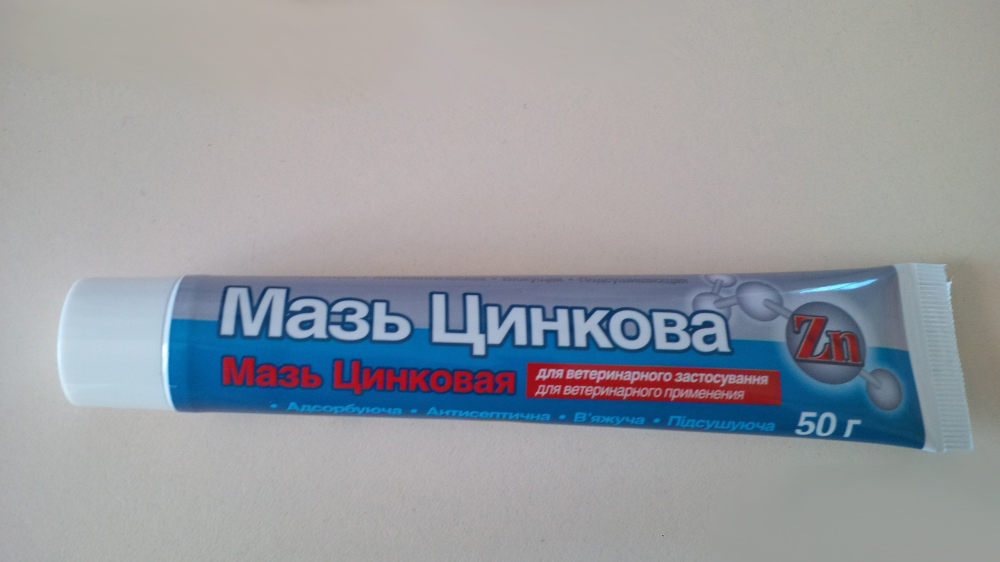 Мазь Цинкова
Zn
Мазь Цинковая
для ветеринарного застосування
для ветеринарного применения
• Адсорбуюча • Антисептична • В'яжуча • Підсушуюча
50 г